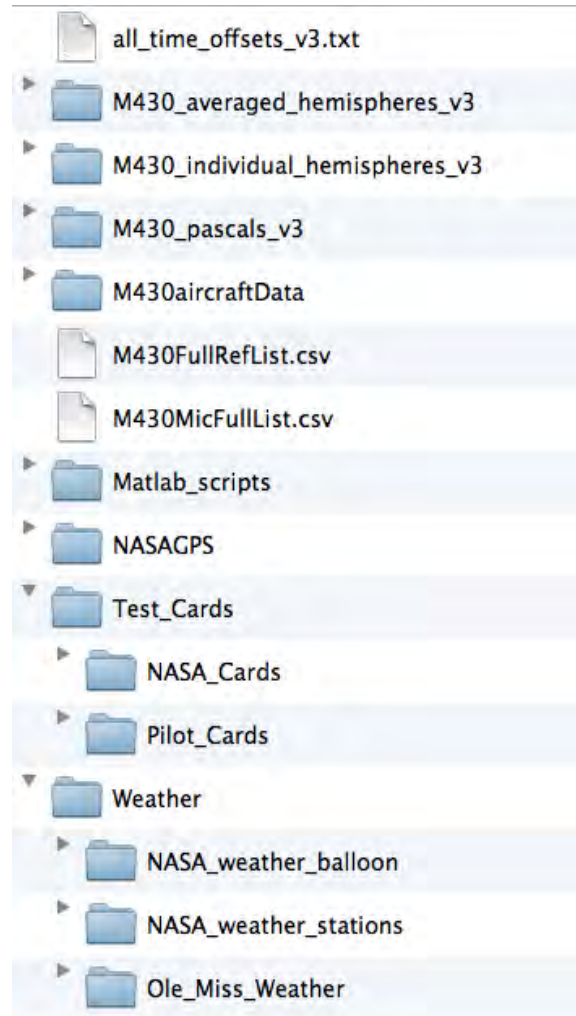 all_time_offsets_v3.txt
M430_averaged_hemispheres_v3
M430_individual_hemispheres_v3
M430_pascals_v3
M430aircraftData
M430FullRefList.csv
M430MicFullList.csv
Matlab_scripts
NASAGPS
Test_Cards
NASA_Cards
Pilot_Cards
Weather
NASA_weather_balloon
NASA_weather_stations
Ole_Miss_Weather